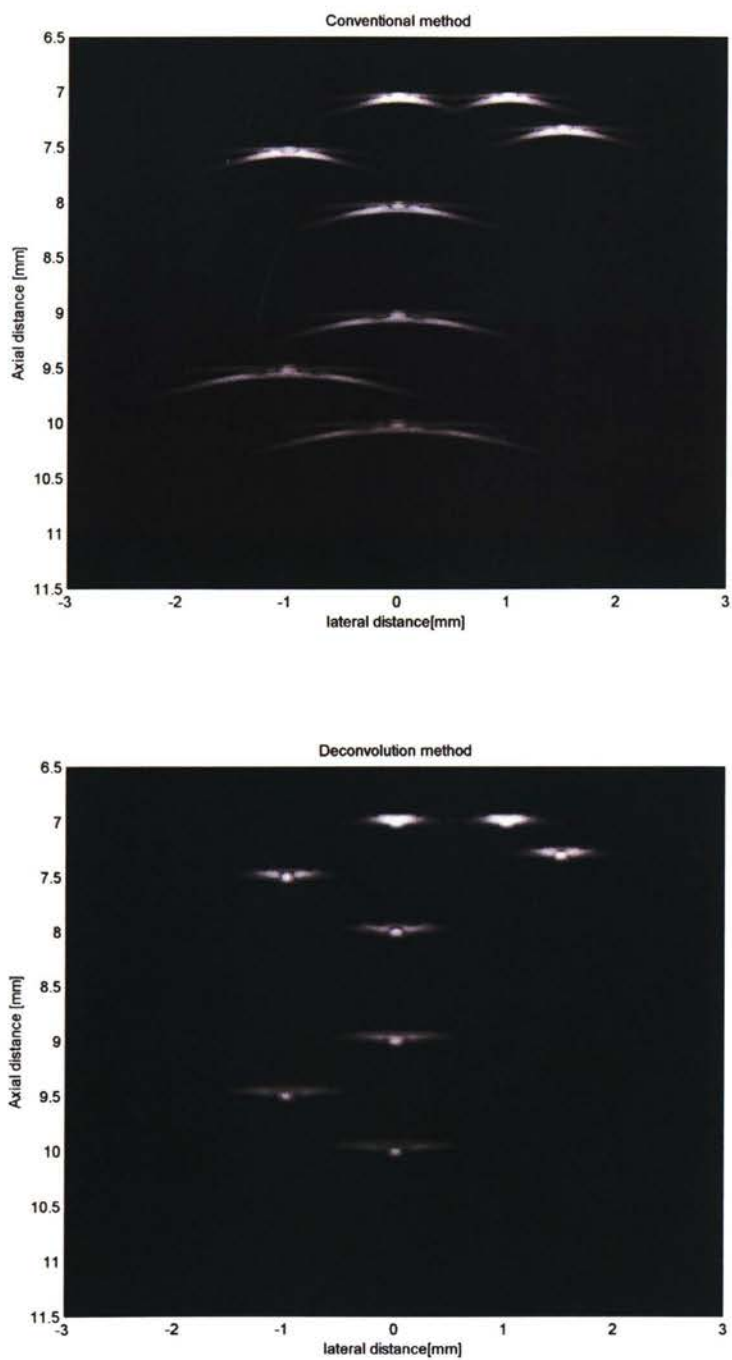 Conventional method
6.5
7
7.5
8
8.5
9
9.5
10
10.5
11
11.5
Axial distance [mm]
-3 -2 -1 0 1 2 3
lateral distance[mm]
Deconvolution method
6.5
7
7.5
8
8.5
9
9.5
10
10.5
11
11.5
Axial distance [mm]
-3 -2 -1 0 1 2 3
lateral distance[mm]